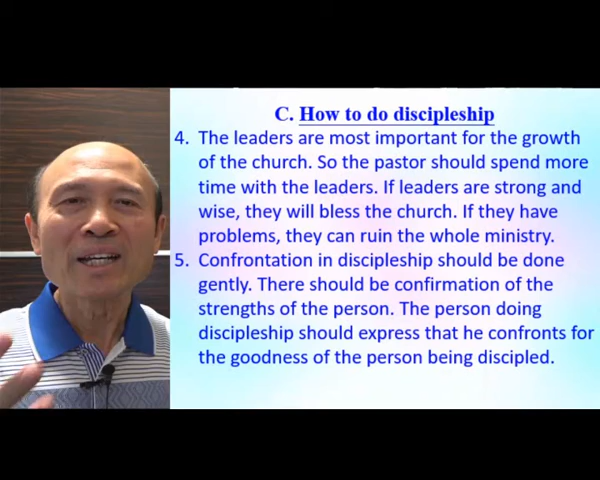 C. How to do discipleship
4. The leaders are most important for the growth
of the church. So the pastor should spend more
time with the leaders. If leaders are strong and
wise, they will bless the church. If they have
problems, they can ruin the whole ministry.
5. Confrontation in discipleship should be done
gently. There should be confirmation of the
strengths of the person. The person doing
discipleship should express that he confronts for
the goodness of the person being discipled.